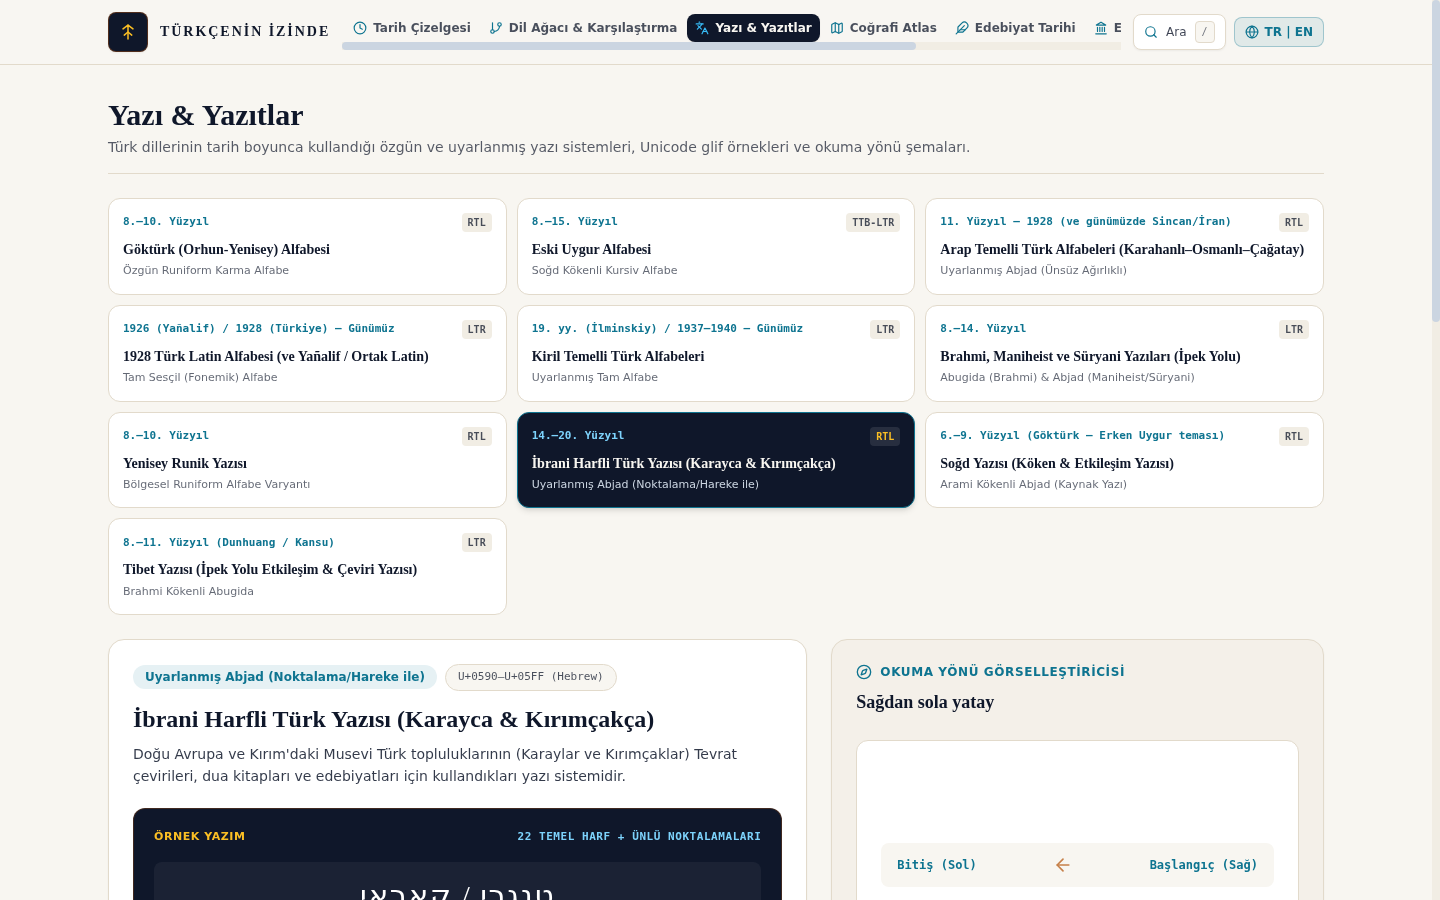 TÜRKÇENİN İZİNDE
Tarih Çizelgesi
Dil Ağacı & Karşılaştırma
Yazı & Yazıtlar
Coğrafi Atlas
Edebiyat Tarihi
E
Ara /
TR | EN
Yazı & Yazıtlar
Türk dillerinin tarih boyunca kullandığı özgün ve uyarlanmış yazı sistemleri, Unicode glif örnekleri ve okuma yönü şemaları.
8.–10. Yüzyıl RTL
Göktürk (Orhun-Yenisey) Alfabesi
Özgün Runiform Karma Alfabe
8.–15. Yüzyıl TTB-LTR
Eski Uygur Alfabesi
Soğd Kökenli Kursiv Alfabe
11. Yüzyıl – 1928 (ve günümüzde Sincan/İran) RTL
Arap Temelli Türk Alfabeleri (Karahanlı–Osmanlı–Çağatay)
Uyarlanmış Abjad (Ünsüz Ağırlıklı)
1926 (Yañalif) / 1928 (Türkiye) – Günümüz LTR
1928 Türk Latin Alfabesi (ve Yañalif / Ortak Latin)
Tam Sesçil (Fonemik) Alfabe
19. yy. (İlminskiy) / 1937–1940 – Günümüz LTR
Kiril Temelli Türk Alfabeleri
Uyarlanmış Tam Alfabe
8.–14. Yüzyıl LTR
Brahmi, Maniheist ve Süryani Yazıları (İpek Yolu)
Abugida (Brahmi) & Abjad (Maniheist/Süryani)
8.–10. Yüzyıl RTL
Yenisey Runik Yazısı
Bölgesel Runiform Alfabe Varyantı
14.–20. Yüzyıl RTL
İbrani Harfli Türk Yazısı (Karayca & Kırımçakça)
Uyarlanmış Abjad (Noktalama/Hareke ile)
6.–9. Yüzyıl (Göktürk – Erken Uygur teması) RTL
Soğd Yazısı (Köken & Etkileşim Yazısı)
Arami Kökenli Abjad (Kaynak Yazı)
8.–11. Yüzyıl (Dunhuang / Kansu) LTR
Tibet Yazısı (İpek Yolu Etkileşim & Çeviri Yazısı)
Brahmi Kökenli Abugida
Uyarlanmış Abjad (Noktalama/Hareke ile)
U+0590–U+05FF (Hebrew)
İbrani Harfli Türk Yazısı (Karayca & Kırımçakça)
Doğu Avrupa ve Kırım'daki Musevi Türk topluluklarının (Karaylar ve Kırımçaklar) Tevrat
çevirileri, dua kitapları ve edebiyatları için kullandıkları yazı sistemidir.
ÖRNEK YAZIM
22 TEMEL HARF + ÜNLÜ NOKTALAMALARI
OKUMA YÖNÜ GÖRSELLEŞTİRİCİSİ
Sağdan sola yatay
Bitiş (Sol) ← Başlangıç (Sağ)